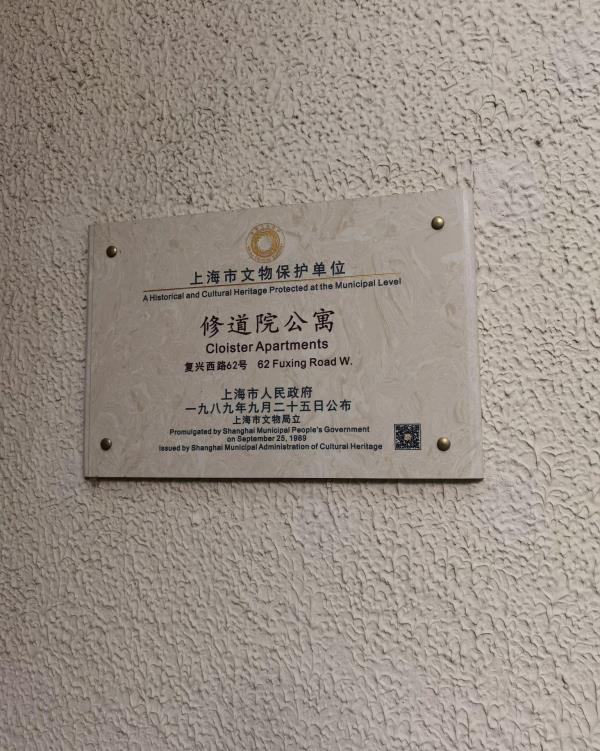 上海市文物保护单位
A Historical and Cultural Heritage Protected at the Municipal Level
修道院公寓
Cloister Apartments
复兴西路62号 62 Fuxing Road W.
上海市人民政府
一九八九年九月二十五日公布
上海市文物局立
Promulgated by Shanghai Municipal People's Government
on September 25, 1989
Issued by Shanghai Municipal Administration of Cultural Heritage